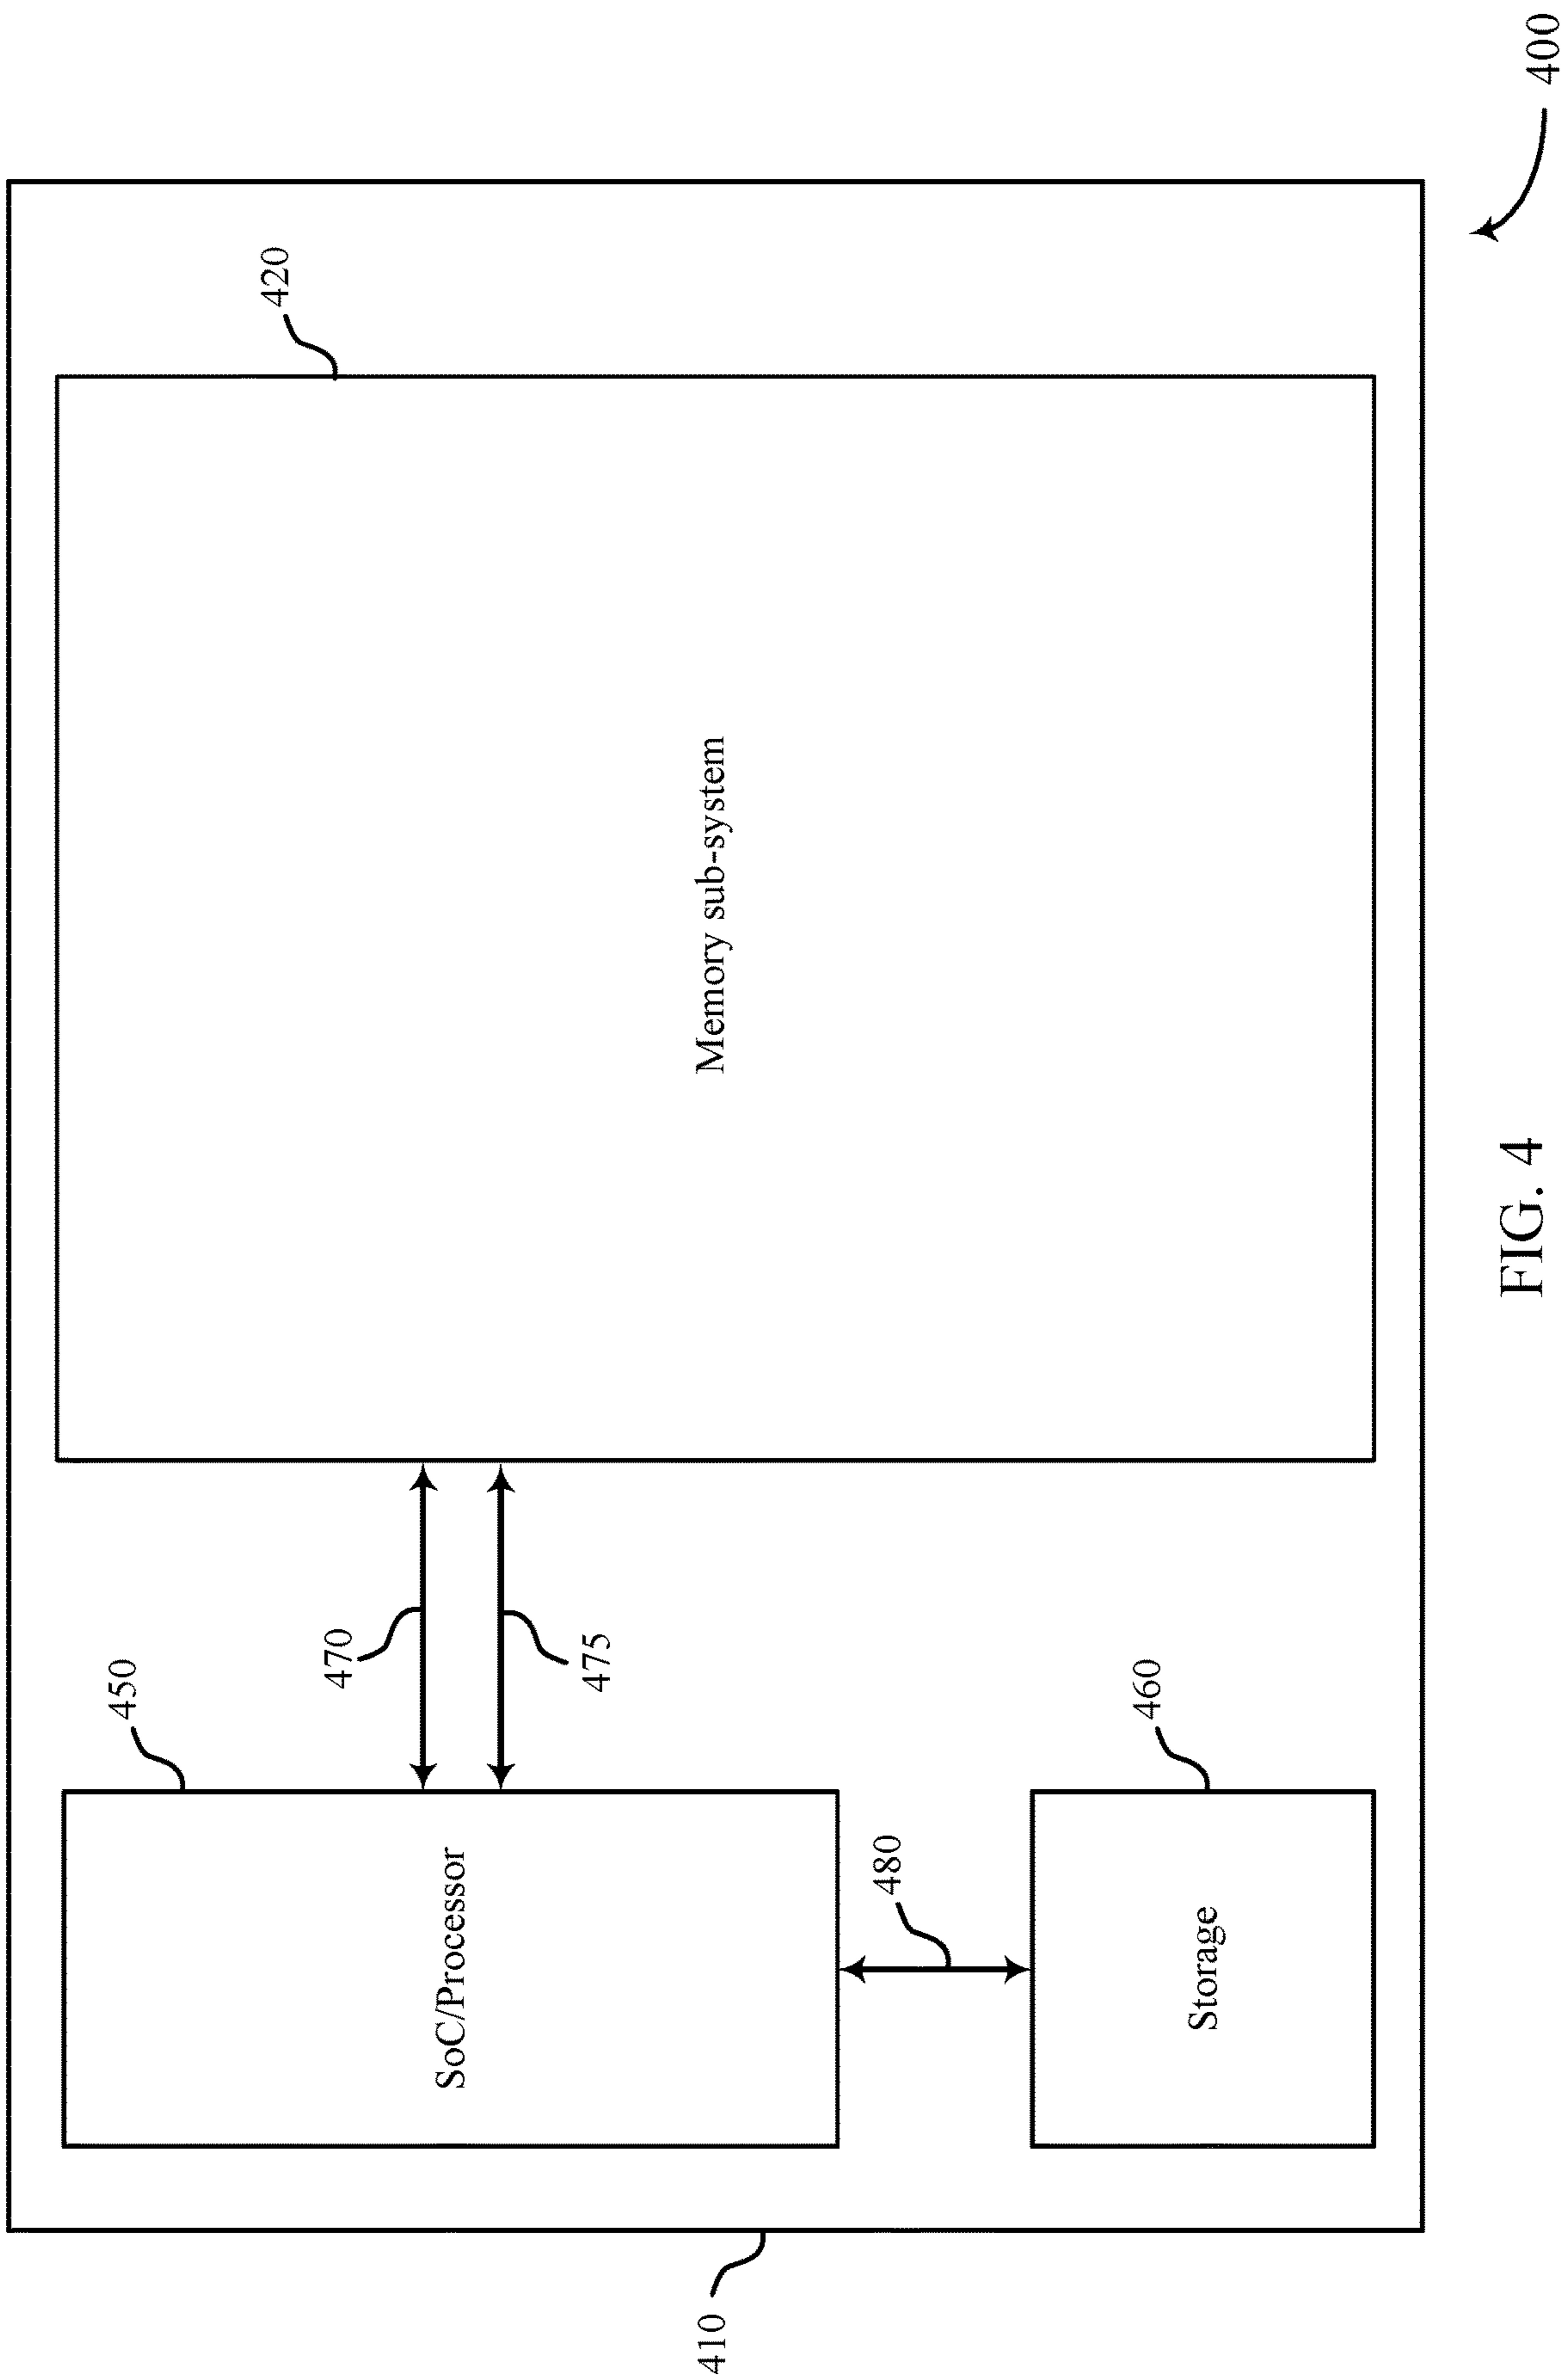 410
450
SoC/Processor
470
475
480
460
Storage
420
Memory sub-system
400
FIG. 4